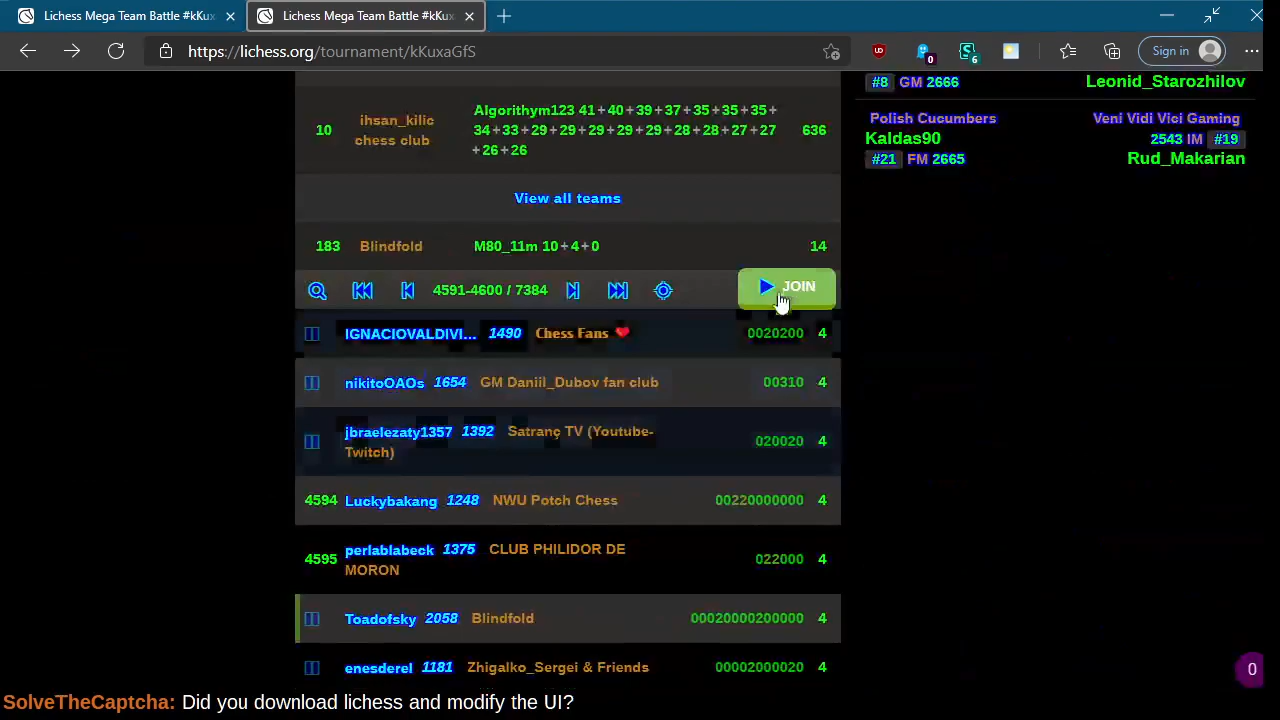 Lichess Mega Team Battle #kKux
Lichess Mega Team Battle #kKux
https://lichess.org/tournament/kKuxaGfS
0
6
Sign in
#8 GM 2666
Leonid_Starozhilov
Polish Cucumbers
Veni Vidi Vici Gaming
Kaldas90
2543 IM #19
#21 FM 2665
Rud_Makarian
10 ihsan_kilic chess club Algorithym123 41+40+39+37+35+35+35+
34+33+29+29+29+29+29+28+28+27+27 636
+26+26
View all teams
183 Blindfold M80_11m 10+4+0 14
4591-4600 / 7384
JOIN
IGNACIOVALDIVI... 1490 Chess Fans ❤ 0020200 4
nikitoOAOs 1654 GM Daniil_Dubov fan club 00310 4
jbraelezaty1357 1392 Satranç TV (Youtube-
Twitch) 020020 4
4594 Luckybakang 1248 NWU Potch Chess 00220000000 4
4595 perlablabeck 1375 CLUB PHILIDOR DE
MORON 022000 4
Toadofsky 2058 Blindfold 00020000200000 4
enesderel 1181 Zhigalko_Sergei & Friends 00002000020 4
0
SolveTheCaptcha: Did you download lichess and modify the UI?